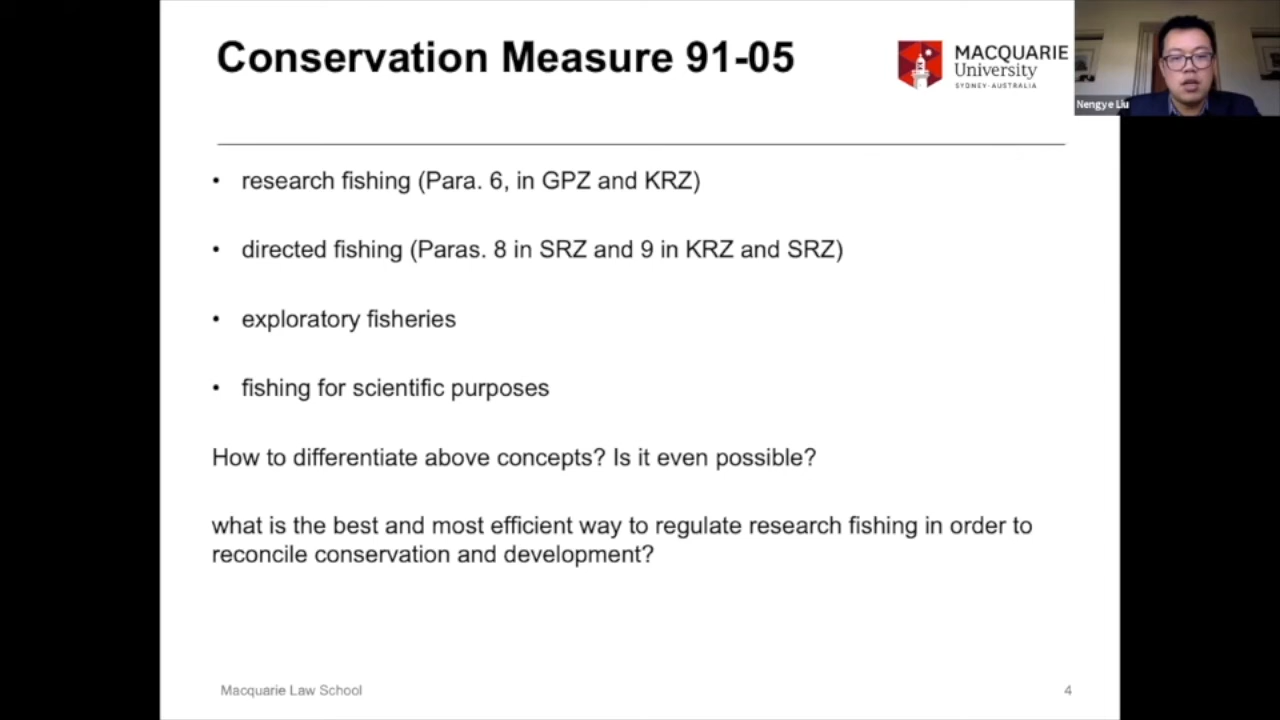 Conservation Measure 91-05
MACQUARIE
University
SYDNEY·AUSTRALIA
Nengye Liu
• research fishing (Para. 6, in GPZ and KRZ)
• directed fishing (Paras. 8 in SRZ and 9 in KRZ and SRZ)
• exploratory fisheries
• fishing for scientific purposes
How to differentiate above concepts? Is it even possible?
what is the best and most efficient way to regulate research fishing in order to
reconcile conservation and development?
Macquarie Law School
4